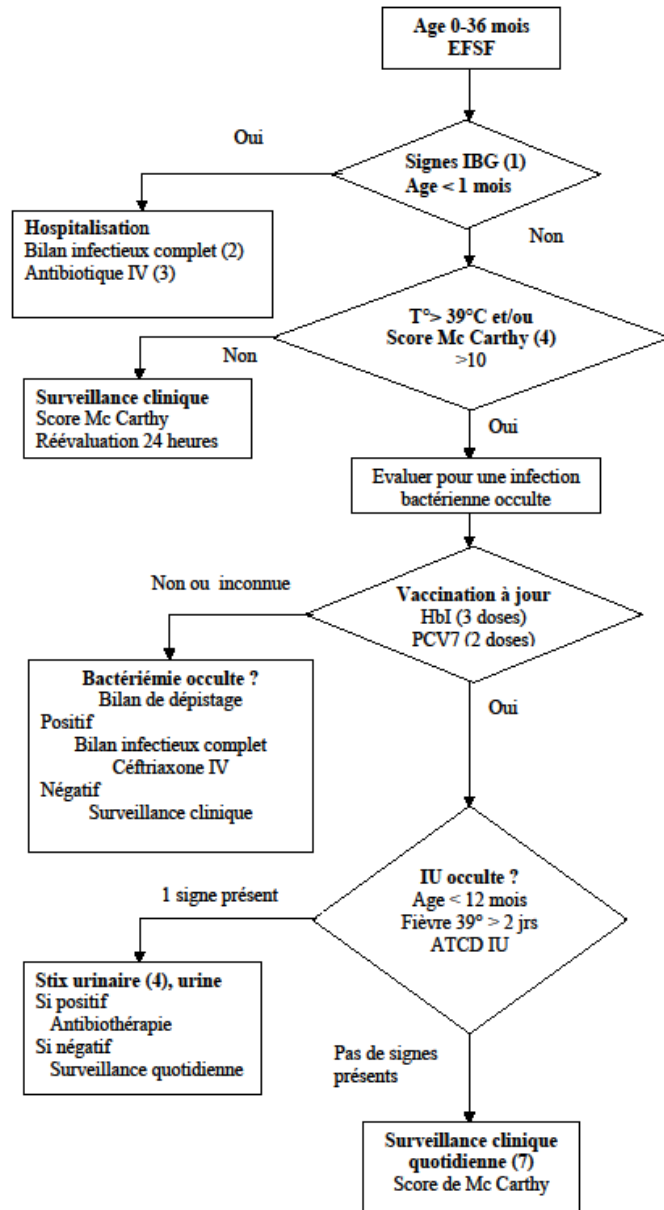 Age 0-36 mois
EFSF
Oui
Signes IBG (1)
Age < 1 mois
Hospitalisation
Bilan infectieux complet (2)
Antibiotique IV (3)
Non
T°> 39°C et/ou
Score Mc Carthy (4)
>10
Non
Surveillance clinique
Score Mc Carthy
Réévaluation 24 heures
Oui
Evaluer pour une infection
bactérienne occulte
Non ou inconnue
Vaccination à jour
HbI (3 doses)
PCV7 (2 doses)
Bactériémie occulte ?
Bilan de dépistage
Positif
Bilan infectieux complet
Céftriaxone IV
Négatif
Surveillance clinique
Oui
IU occulte ?
Age < 12 mois
Fièvre 39° > 2 jrs
ATCD IU
1 signe présent
Stix urinaire (4), urine
Si positif
Antibiothérapie
Si négatif
Surveillance quotidienne
Pas de signes
présents
Surveillance clinique
quotidienne (7)
Score de Mc Carthy